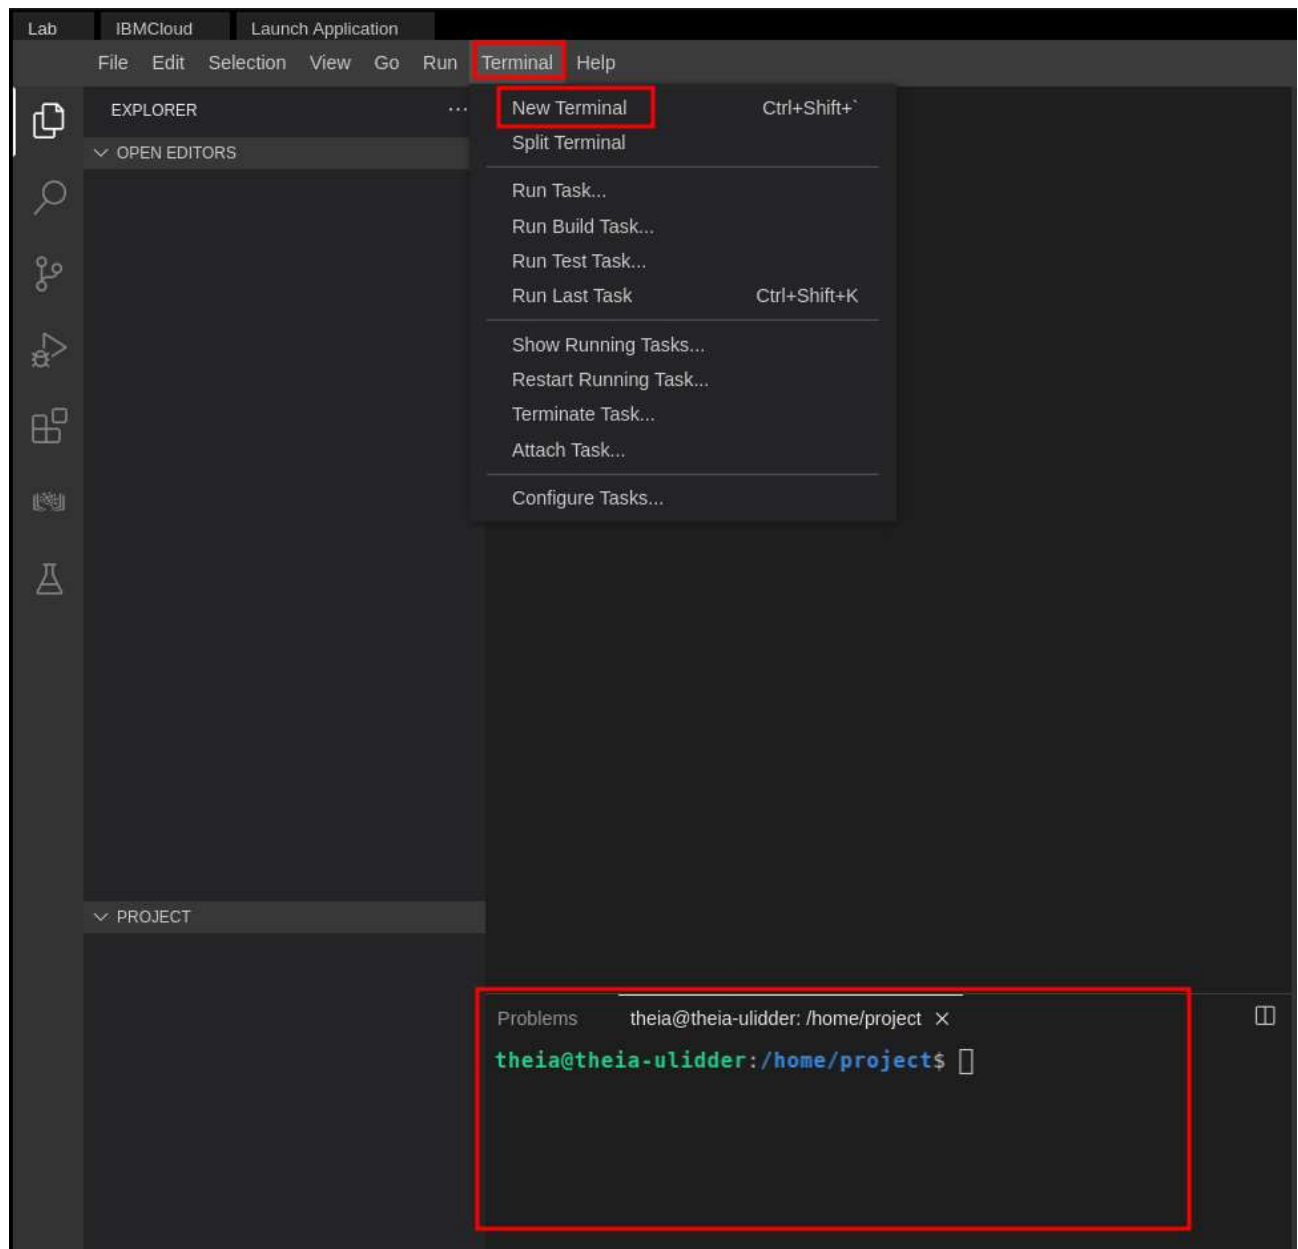 Lab IBMCloud Launch Application
File Edit Selection View Go Run Terminal Help
EXPLORER ...
OPEN EDITORS
New Terminal Ctrl+Shift+`
Split Terminal
Run Task...
Run Build Task...
Run Test Task...
Run Last Task Ctrl+Shift+K
Show Running Tasks...
Restart Running Task...
Terminate Task...
Attach Task...
Configure Tasks...
PROJECT
Problems theia@theia-ulidder: /home/project ×
theia@theia-ulidder:/home/project$